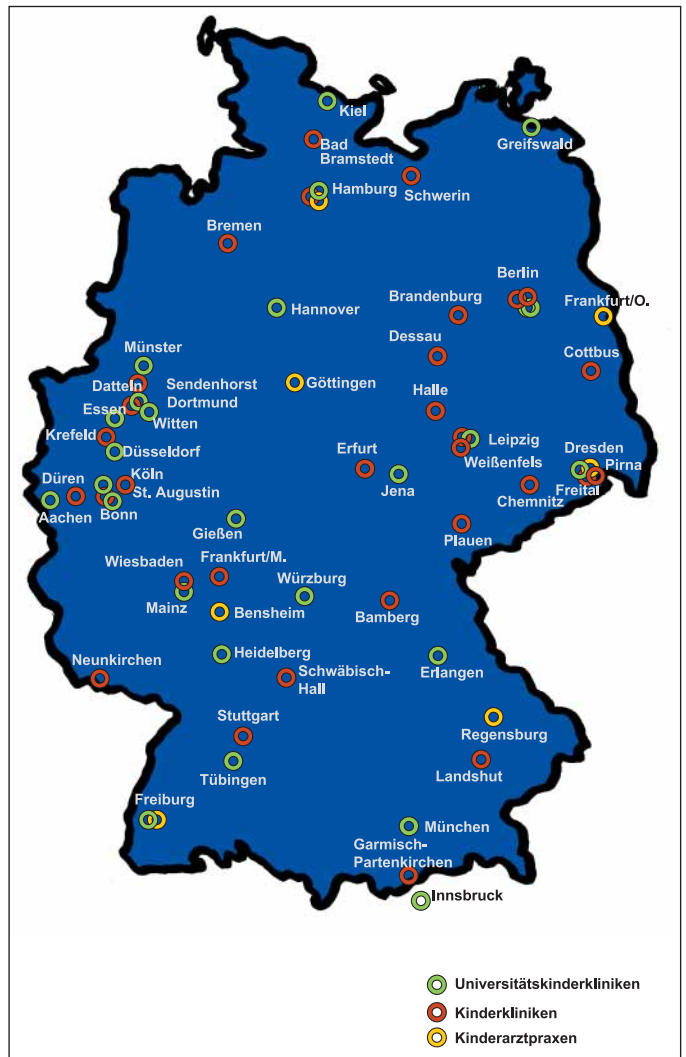 Kiel
Greifswald
Bad
Bramstedt
Hamburg
Schwerin
Bremen
Berlin
Hannover
Brandenburg
Frankfurt/O.
Dessau
Münster
Cottbus
Datteln
Sendenhorst
Göttingen
Essen
Dortmund
Halle
Witten
Krefeld
Düsseldorf
Erfurt
Leipzig
Dresden
Weißenfels
Pirna
Düren
Köln
Jena
Freital
St. Augustin
Chemnitz
Aachen
Bonn
Gießen
Plauen
Wiesbaden
Frankfurt/M.
Würzburg
Mainz
Bensheim
Bamberg
Heidelberg
Erlangen
Neunkirchen
Schwäbisch-
Hall
Stuttgart
Regensburg
Tübingen
Landshut
Freiburg
München
Garmisch-
Partenkirchen
Innsbruck
Universitätskinderkliniken
Kinderkliniken
Kinderarztpraxen